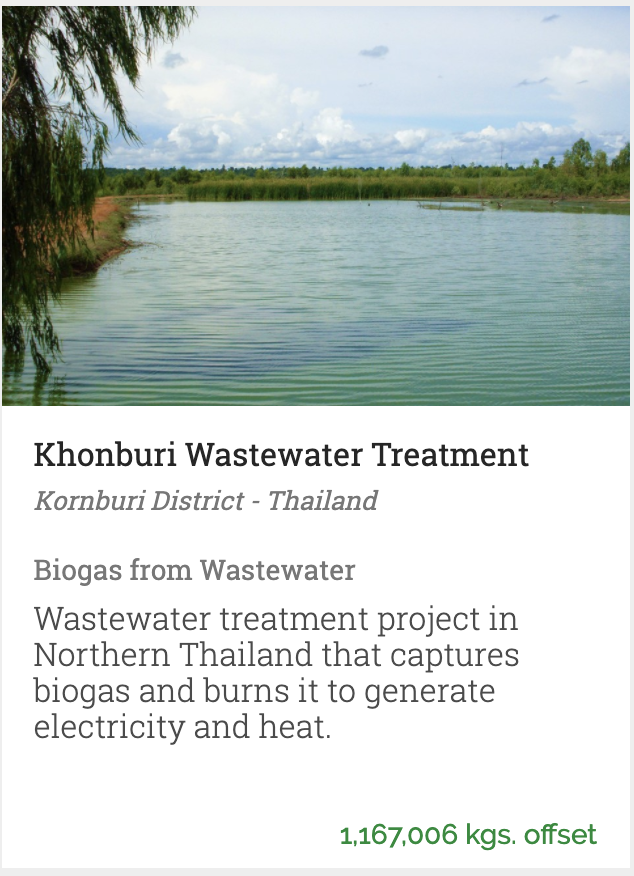 Khonburi Wastewater Treatment
Kornburi District - Thailand
Biogas from Wastewater
Wastewater treatment project in
Northern Thailand that captures
biogas and burns it to generate
electricity and heat.
1,167,006 kgs. offset